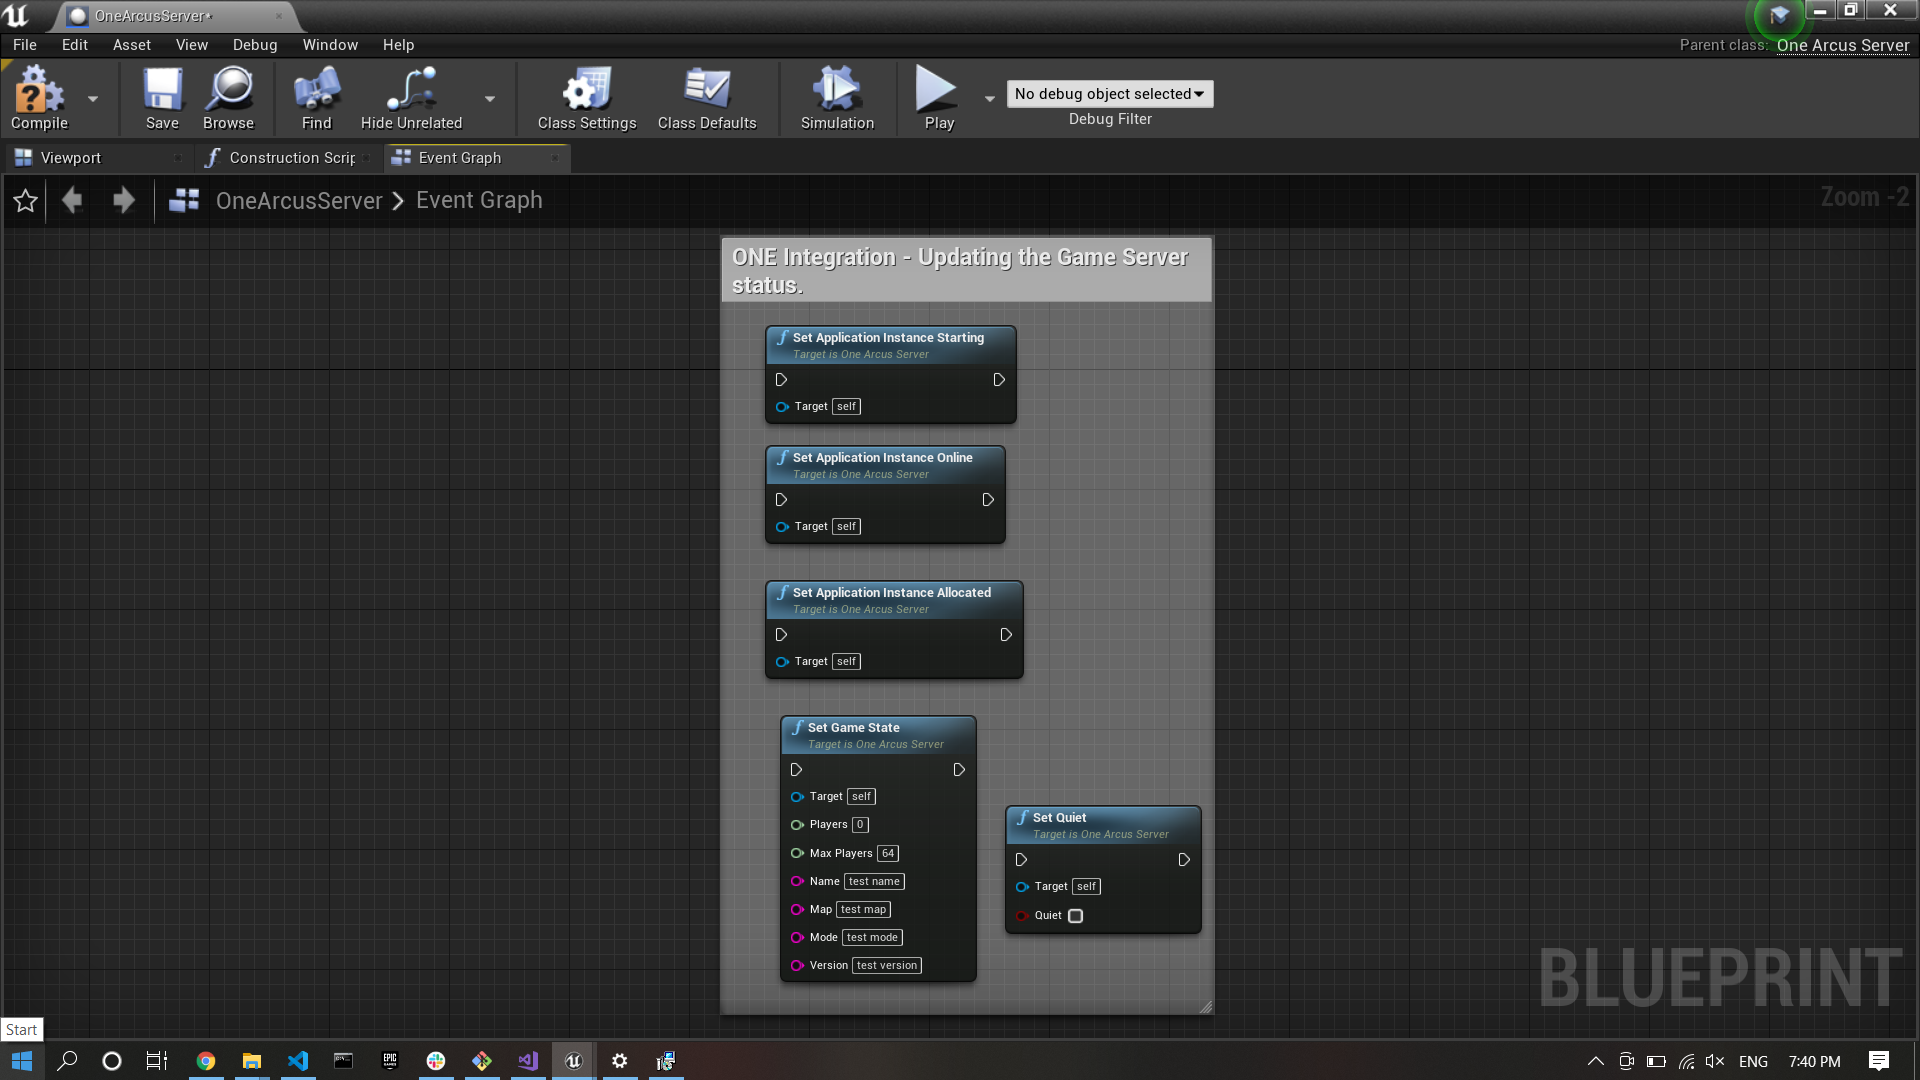 OneArcusServer*
File Edit Asset View Debug Window Help
Parent class: One Arcus Server
Compile Save Browse Find Hide Unrelated Class Settings Class Defaults Simulation Play
No debug object selected
Debug Filter
Viewport Construction Scrip Event Graph
OneArcusServer > Event Graph
Zoom -2
ONE Integration - Updating the Game Server
status.
Set Application Instance Starting
Target is One Arcus Server
Target self
Set Application Instance Online
Target is One Arcus Server
Target self
Set Application Instance Allocated
Target is One Arcus Server
Target self
Set Game State
Target is One Arcus Server
Target self
Players 0
Max Players 64
Name test name
Map test map
Mode test mode
Version test version
Set Quiet
Target is One Arcus Server
Target self
Quiet
BLUEPRINT
Start
EPIC
ENG 7:40 PM